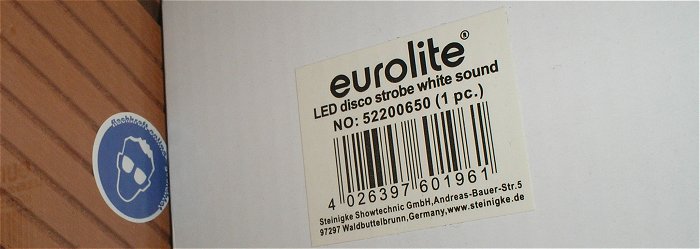 eurolite®
LED disco strobe white sound
NO: 52200650 (1 pc.)
4 026397 601961
Steinigke Showtechnic GmbH,Andreas-Bauer-Str.5
97297 Waldbuttelbrunn,Germany,www.steinigke.de